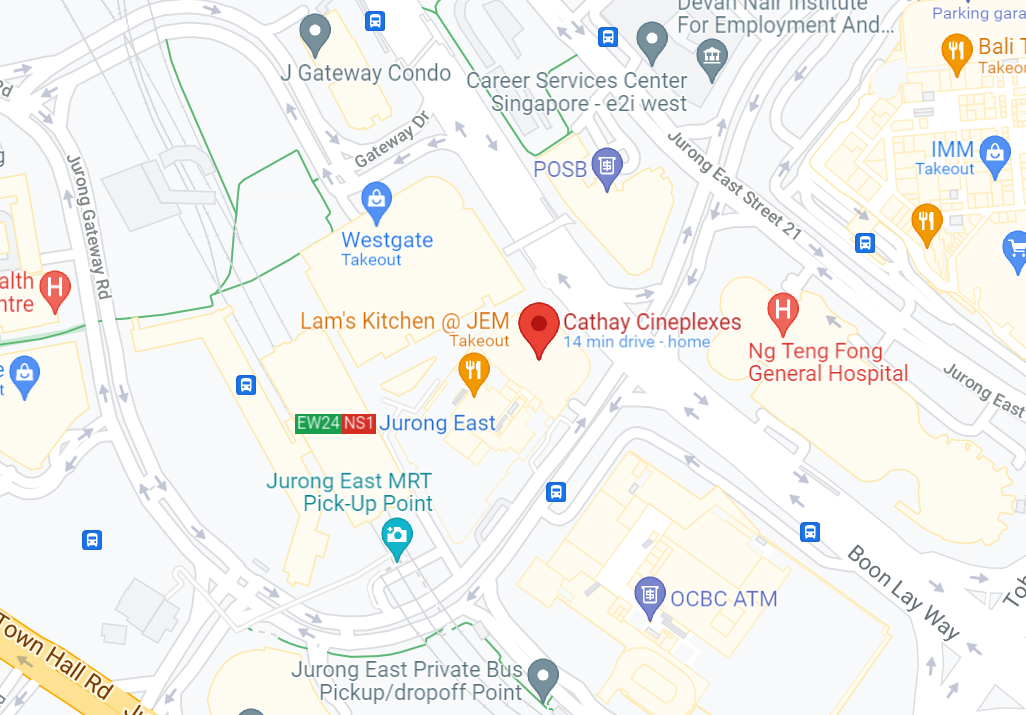 Devan Nair Institute
For Employment And...
Parking gara
Bali T
Takeou
J Gateway Condo
Career Services Center
Singapore - e2i west
Rd
Gateway Dr
Jurong East Street 21
IMM
Takeout
POSB
Jurong Gateway Rd
Westgate
Takeout
alth
ntre
Lam's Kitchen @ JEM
Takeout
Cathay Cineplexes
14 min drive - home
Ng Teng Fong
General Hospital
Jurong East
EW24 NS1 Jurong East
Jurong East MRT
Pick-Up Point
Boon Lay Way
Toh
OCBC ATM
Town Hall Rd
Jurong East Private Bus
Pickup/dropoff Point